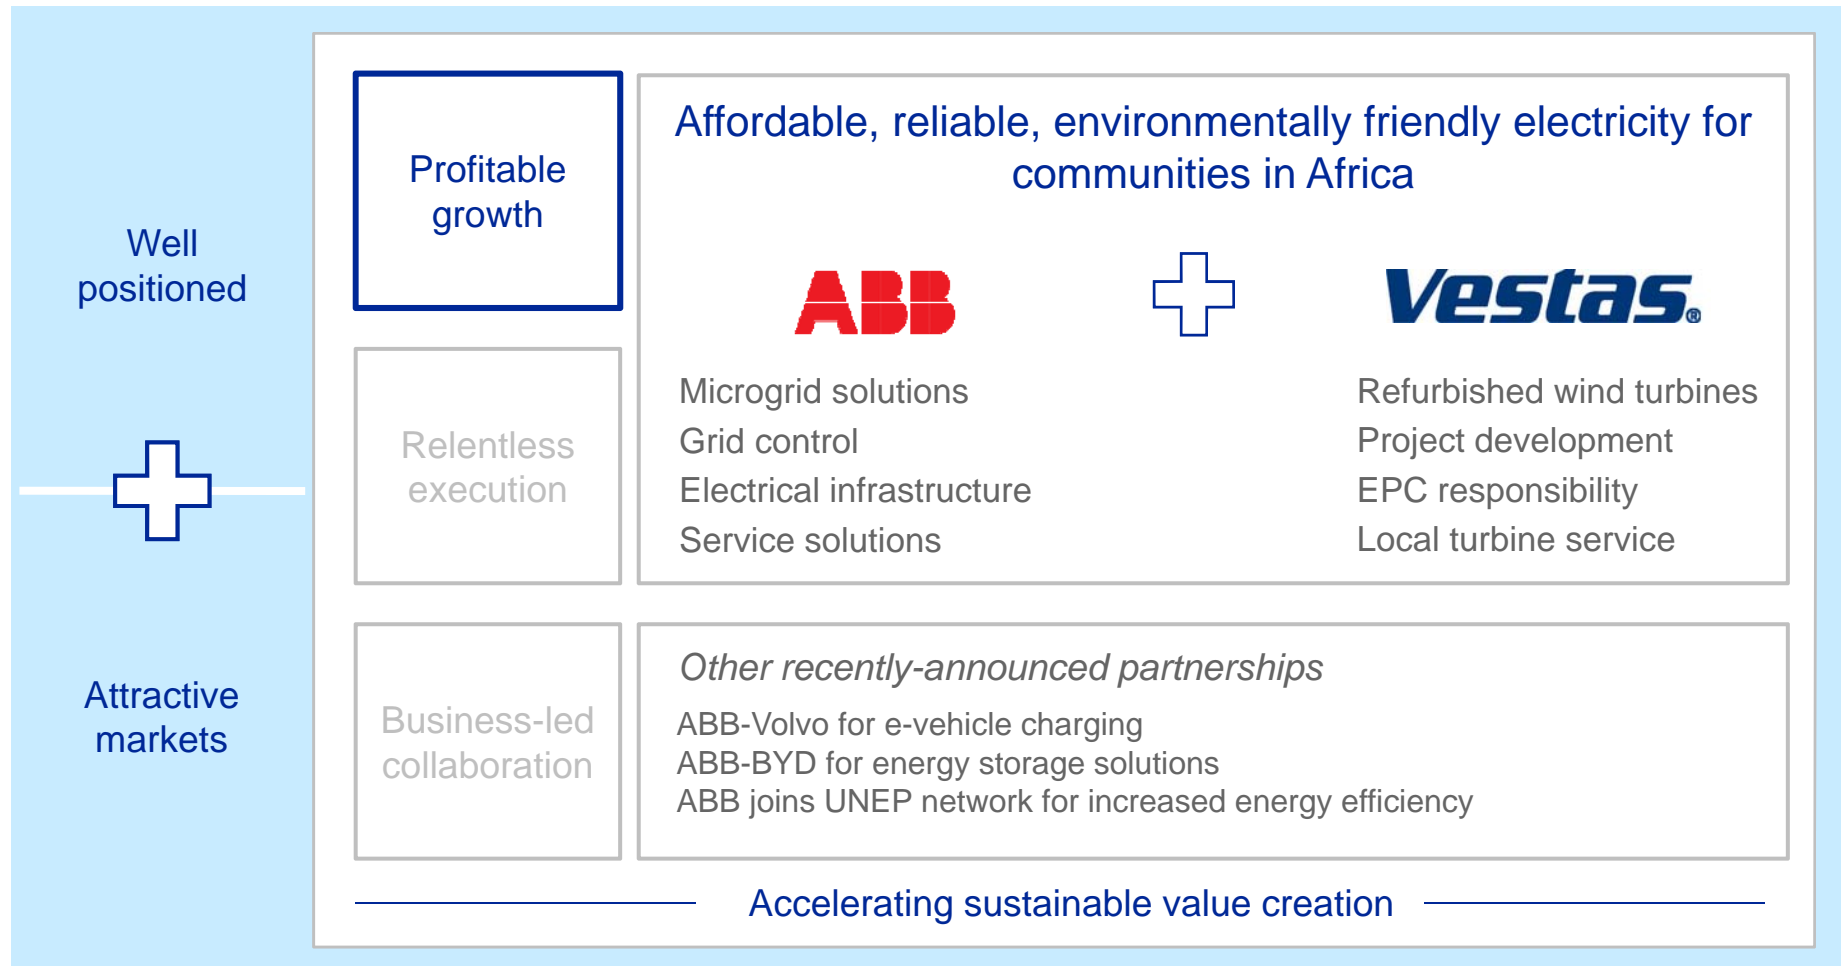 Well
positioned
Attractive
markets
Profitable
growth
Relentless
execution
Business-led
collaboration
Affordable, reliable, environmentally friendly electricity for
communities in Africa
ABB
Microgrid solutions
Grid control
Electrical infrastructure
Service solutions
Vestas®
Refurbished wind turbines
Project development
EPC responsibility
Local turbine service
Other recently-announced partnerships
ABB-Volvo for e-vehicle charging
ABB-BYD for energy storage solutions
ABB joins UNEP network for increased energy efficiency
Accelerating sustainable value creation